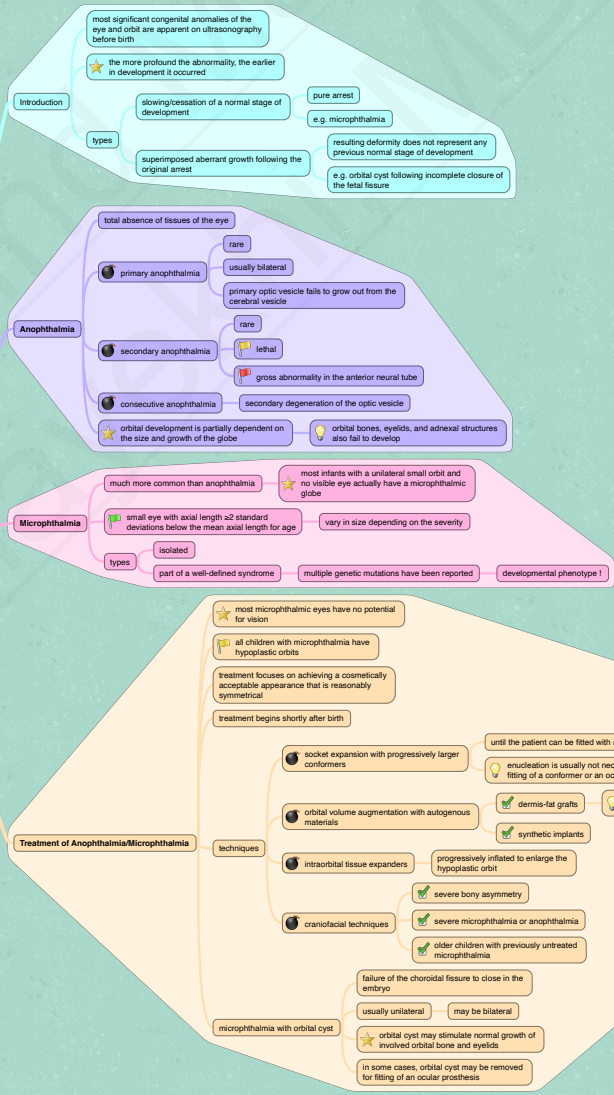 most significant congenital anomalies of the
eye and orbit are apparent on ultrasonography
before birth
the more profound the abnormality, the earlier
in development it occurred
Introduction
types
slowing/cessation of a normal stage of
development
pure arrest
e.g. microphthalmia
superimposed aberrant growth following the
original arrest
resulting deformity does not represent any
previous normal stage of development
e.g. orbital cyst following incomplete closure of
the fetal fissure
Anophthalmia
total absence of tissues of the eye
primary anophthalmia
rare
usually bilateral
primary optic vesicle fails to grow out from the
cerebral vesicle
secondary anophthalmia
rare
lethal
gross abnormality in the anterior neural tube
consecutive anophthalmia
secondary degeneration of the optic vesicle
orbital development is partially dependent on
the size and growth of the globe
orbital bones, eyelids, and adnexal structures
also fail to develop
Microphthalmia
much more common than anophthalmia
most infants with a unilateral small orbit and
no visible eye actually have a microphthalmic
globe
small eye with axial length ≥2 standard
deviations below the mean axial length for age
vary in size depending on the severity
types
isolated
part of a well-defined syndrome
multiple genetic mutations have been reported
developmental phenotype !
Treatment of Anophthalmia/Microphthalmia
most microphthalmic eyes have no potential
for vision
all children with microphthalmia have
hypoplastic orbits
treatment focuses on achieving a cosmetically
acceptable appearance that is reasonably
symmetrical
treatment begins shortly after birth
techniques
socket expansion with progressively larger
conformers
until the patient can be fitted with
enucleation is usually not
fitting of a conformer or an
orbital volume augmentation with autogenous
materials
dermis-fat grafts
synthetic implants
intraorbital tissue expanders
progressively inflated to enlarge the
hypoplastic orbit
craniofacial techniques
severe bony asymmetry
severe microphthalmia or anophthalmia
older children with previously untreated
microphthalmia
microphthalmia with orbital cyst
failure of the choroidal fissure to close in the
embryo
usually unilateral
may be bilateral
orbital cyst may stimulate normal growth of
involved orbital bone and eyelids
in some cases, orbital cyst may be removed
for fitting of an ocular prosthesis